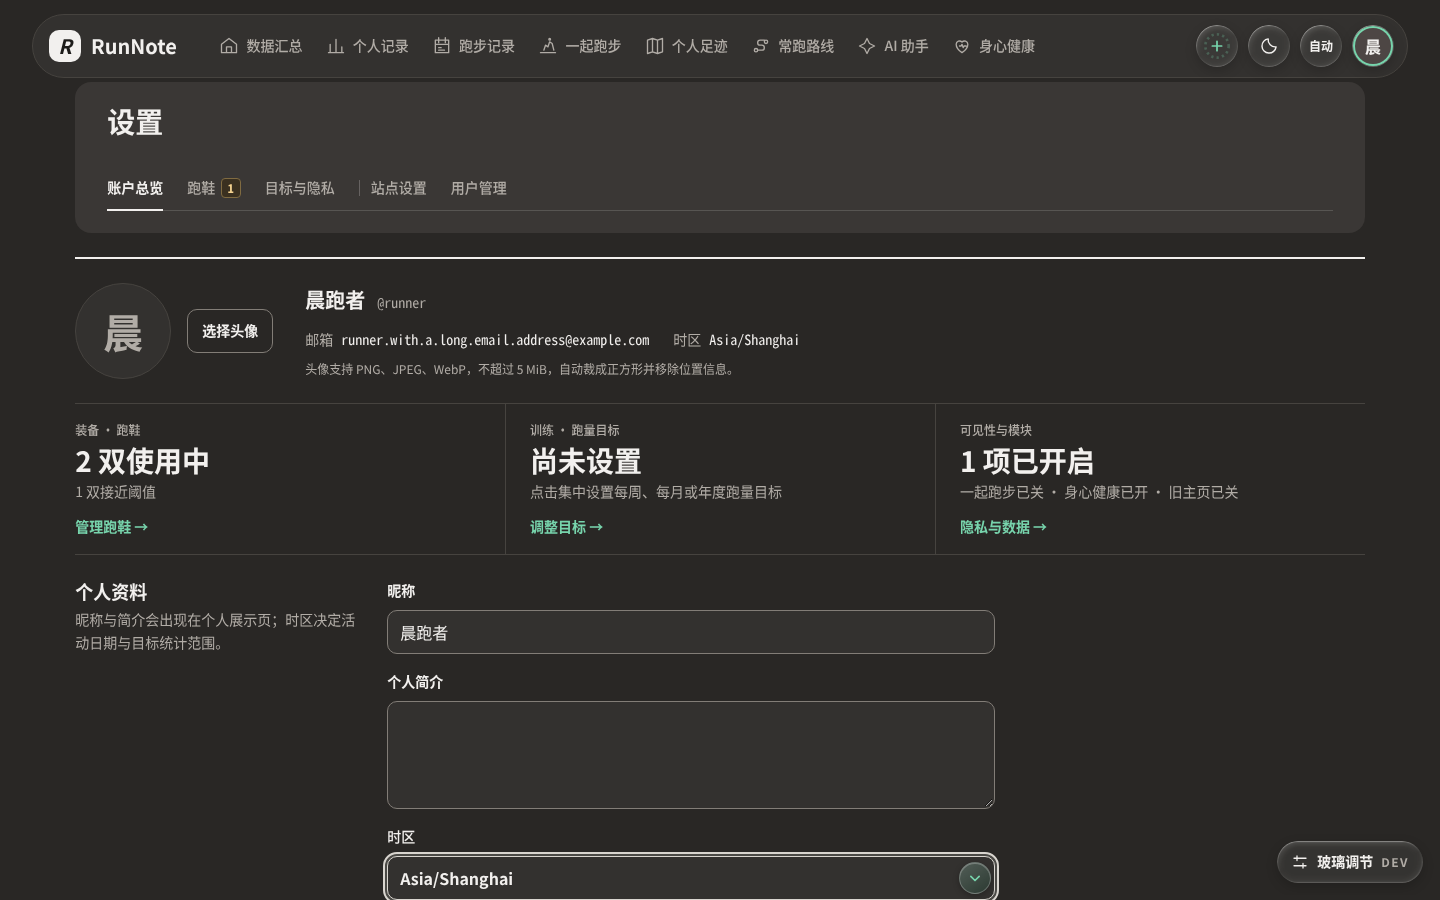 R RunNote 数据汇总 个人记录 跑步记录 一起跑步 个人足迹 常跑路线 AI 助手 身心健康 自动 晨
设置
账户总览 跑鞋 1 目标与隐私 站点设置 用户管理
晨 选择头像
晨跑者 @runner
邮箱 runner.with.a.long.email.address@example.com 时区 Asia/Shanghai
头像支持 PNG、JPEG、WebP，不超过 5 MiB，自动裁成正方形并移除位置信息。
装备 · 跑鞋
2 双使用中
1 双接近阈值
管理跑鞋 →
训练 · 跑量目标
尚未设置
点击集中设置每周、每月或年度跑量目标
调整目标 →
可见性与模块
1 项已开启
一起跑步已关 · 身心健康已开 · 旧主页已关
隐私与数据 →
个人资料
昵称与简介会出现在个人展示页；时区决定活
动日期与目标统计范围。
昵称
晨跑者
个人简介
时区
Asia/Shanghai
玻璃调节 DEV